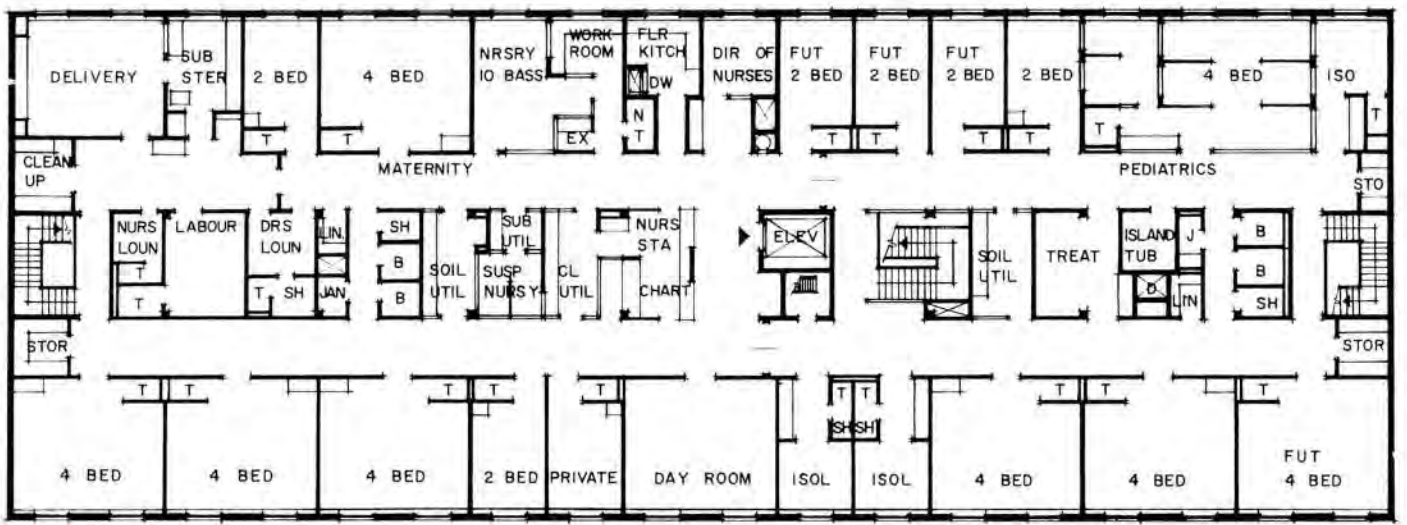 DELIVERY
SUB
STER
2 BED
T
4 BED
T
NRSRY
10 BASS
WORK
ROOM
EX
FLR
KITCH
DW
N
T
DIR OF
NURSES
FUT
2 BED
T
FUT
2 BED
T
FUT
2 BED
T
2 BED
T
T
4 BED
ISO
T
CLEAN
UP
MATERNITY
PEDIATRICS
STO
NURS
LOUN
T
T
LABOUR
DRS
LOUN
T
SH
LIN.
JAN
SH
B
B
SOIL
UTIL
SUB
UTIL
SUSP
NURSY
CL
UTIL
NURS
STA
CHART
ELEV
SOIL
UTIL
TREAT
ISLAND
TUB
D
J
LIN
B
B
SH
STOR
STOR
T
4 BED
T
4 BED
T
4 BED
T
2 BED
T
PRIVATE
DAY ROOM
T
SH
ISOL
T
SH
ISOL
T
4 BED
T
4 BED
T
FUT
4 BED